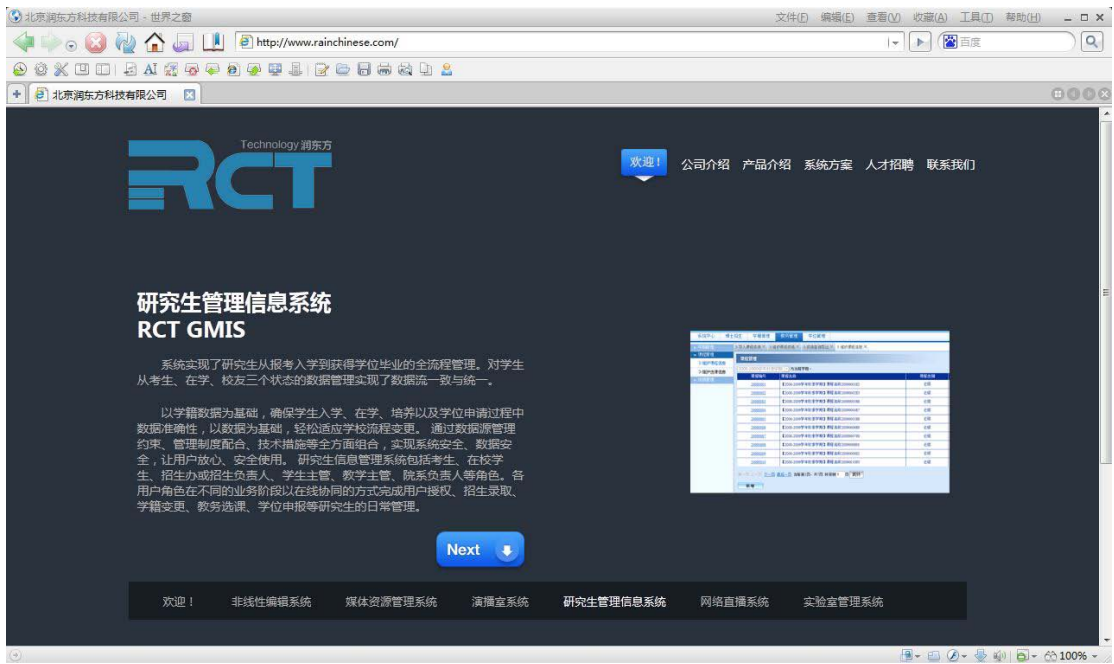 北京润东方科技有限公司 - 世界之窗
文件(F) 编辑(E) 查看(V) 收藏(A) 工具(T) 帮助(H)
http://www.rainchinese.com/
百度
北京润东方科技有限公司
Technology 润东方
RCT
欢迎！ 公司介绍 产品介绍 系统方案 人才招聘 联系我们
研究生管理信息系统
RCT GMIS
系统实现了研究生从报考入学到获得学位毕业的全流程管理。对学生
从考生、在学、校友三个状态的数据管理实现了数据流一致与统一。
以学籍数据为基础，确保学生入学、在学、培养以及学位申请过程中
数据准确性，以数据为基础，轻松适应学校流程变更。 通过数据源管理
约束、管理制度配合、技术措施等全方面组合，实现系统安全、数据安
全，让用户放心、安全使用。 研究生信息管理系统包括考生、在校学
生、招生办或招生负责人、学生主管、教学主管、院系负责人等角色。各
用户角色在不同的业务阶段以在线协同的方式完成用户授权、招生录取、
学籍变更、教务选课、学位申报等研究生的日常管理。
Next
欢迎！ 非线性编辑系统 媒体资源管理系统 演播室系统 研究生管理信息系统 网络直播系统 实验室管理系统
100%